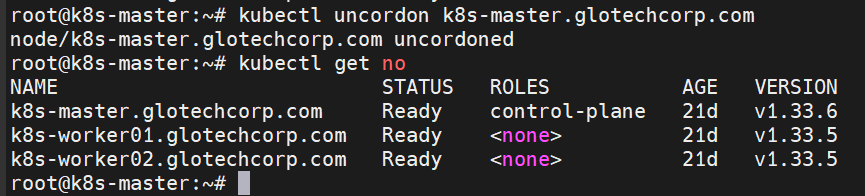 root@k8s-master:~# kubectl uncordon k8s-master.glotechcorp.com
node/k8s-master.glotechcorp.com uncordoned
root@k8s-master:~# kubectl get no
NAME                          STATUS   ROLES           AGE   VERSION
k8s-master.glotechcorp.com    Ready    control-plane   21d   v1.33.6
k8s-worker01.glotechcorp.com  Ready    <none>          21d   v1.33.5
k8s-worker02.glotechcorp.com  Ready    <none>          21d   v1.33.5
root@k8s-master:~#